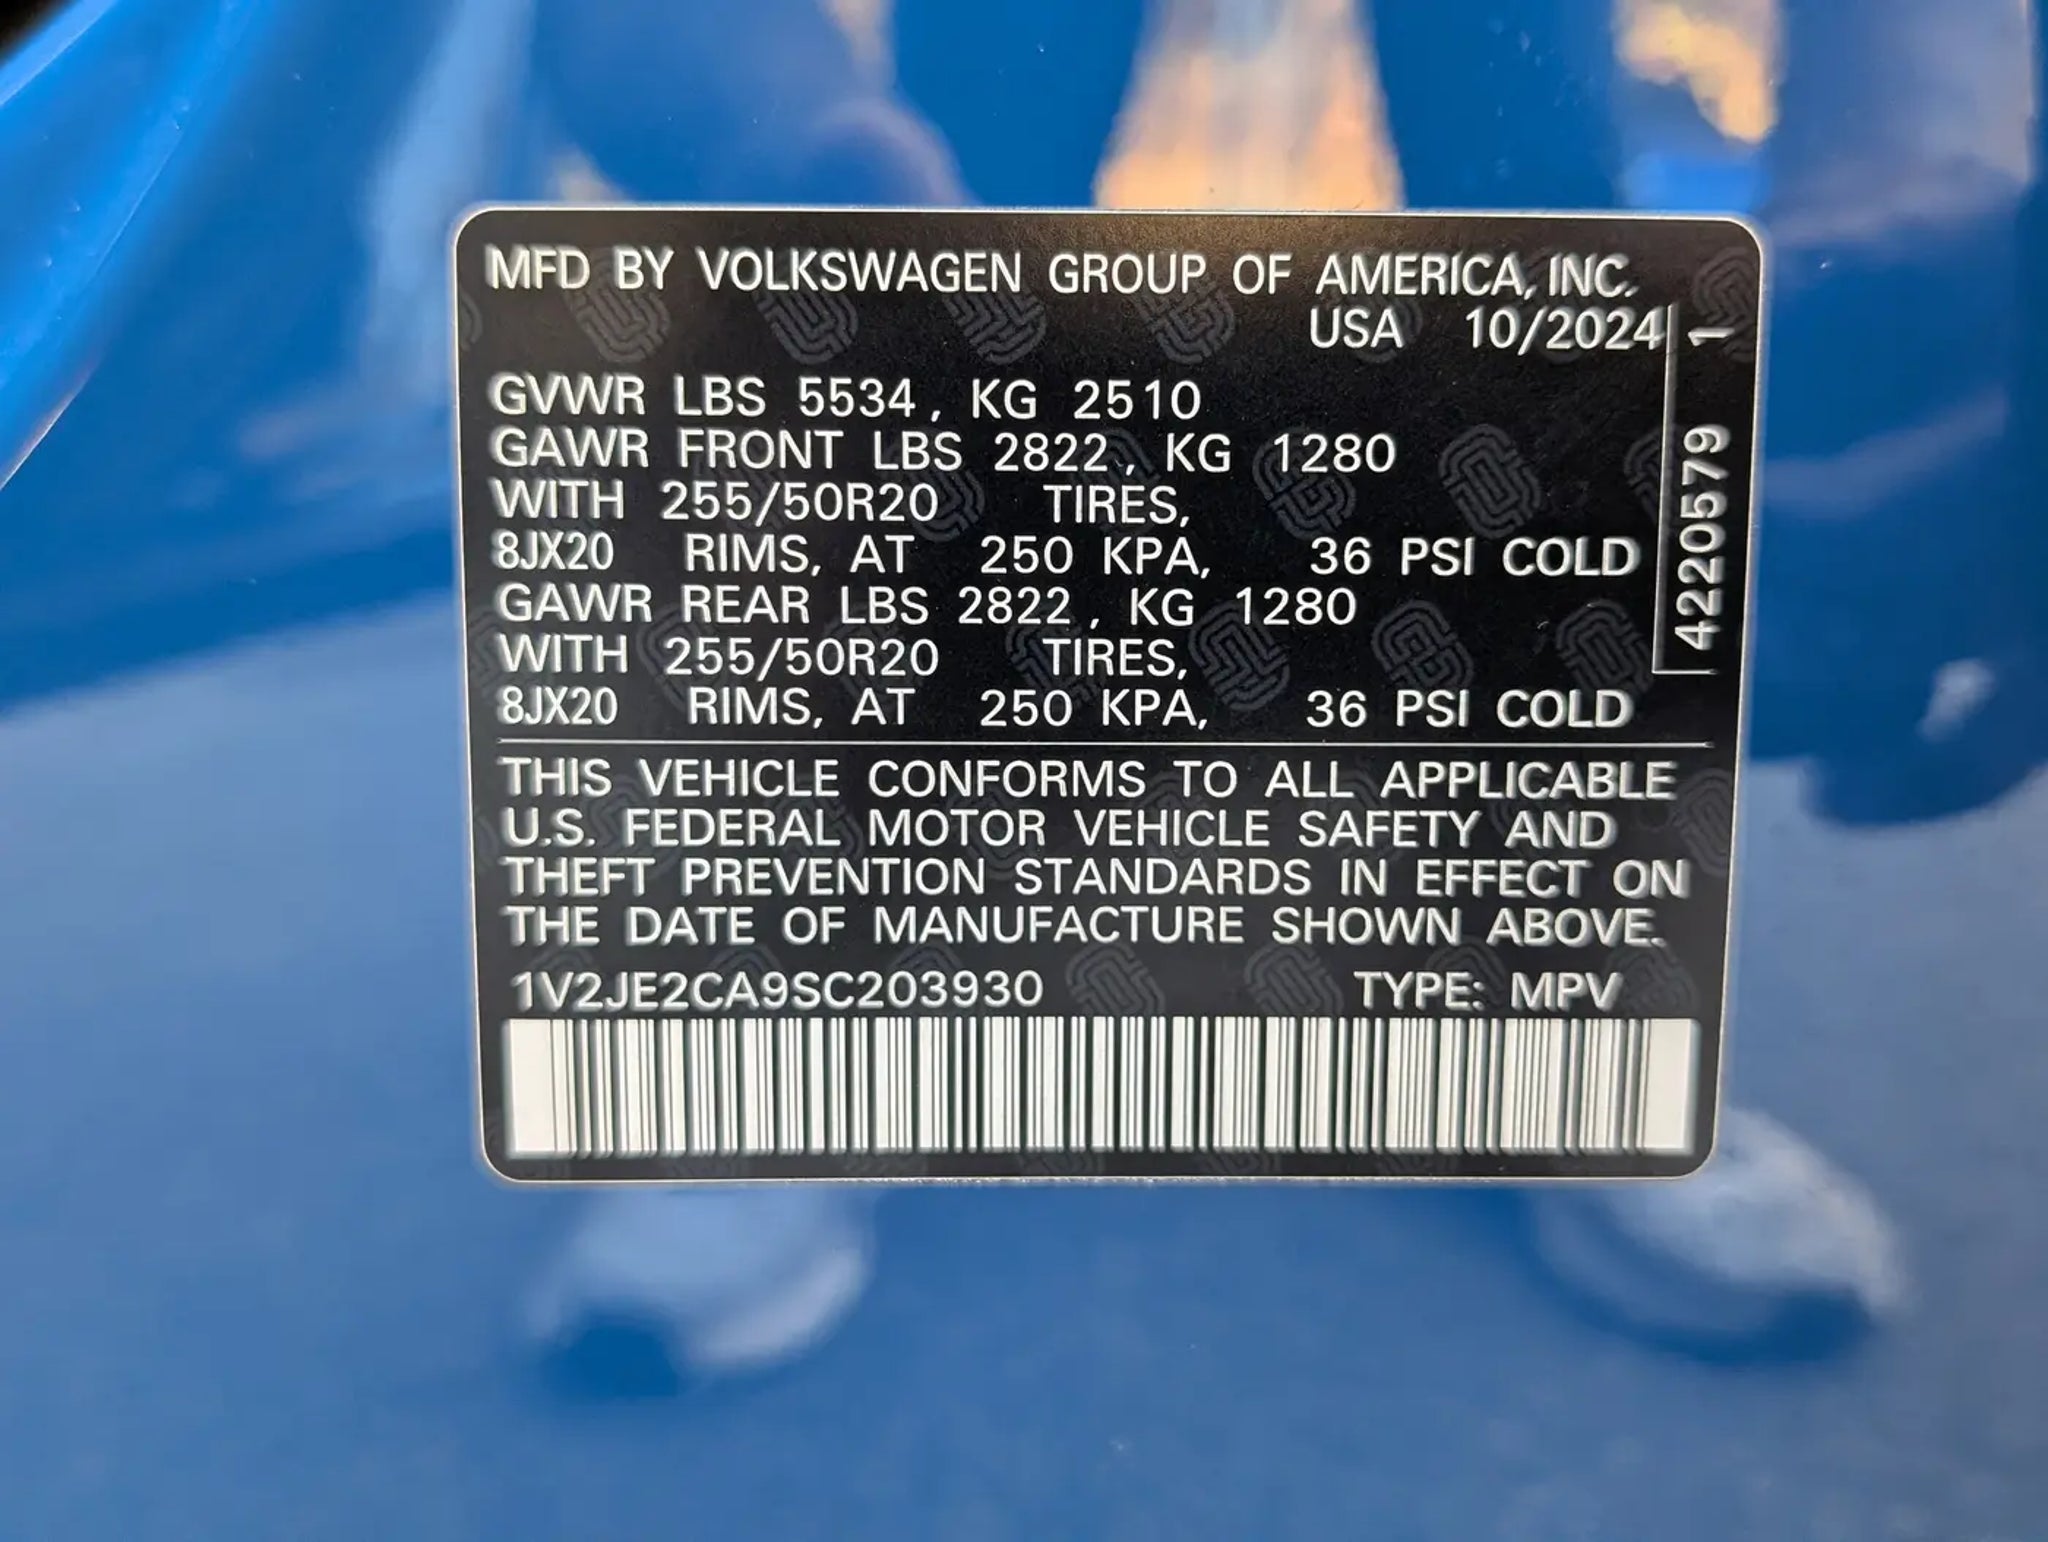 MFD BY VOLKSWAGEN GROUP OF AMERICA, INC.
USA 10/2024
GVWR LBS 5534, KG 2510
GAWR FRONT LBS 2822, KG 1280
WITH 255/50R20 TIRES,
8JX20 RIMS, AT 250 KPA, 36 PSI COLD
GAWR REAR LBS 2822, KG 1280
WITH 255/50R20 TIRES,
8JX20 RIMS, AT 250 KPA, 36 PSI COLD
4220579 1
THIS VEHICLE CONFORMS TO ALL APPLICABLE
U.S. FEDERAL MOTOR VEHICLE SAFETY AND
THEFT PREVENTION STANDARDS IN EFFECT ON
THE DATE OF MANUFACTURE SHOWN ABOVE.
1V2JE2CA9SC203930 TYPE: MPV